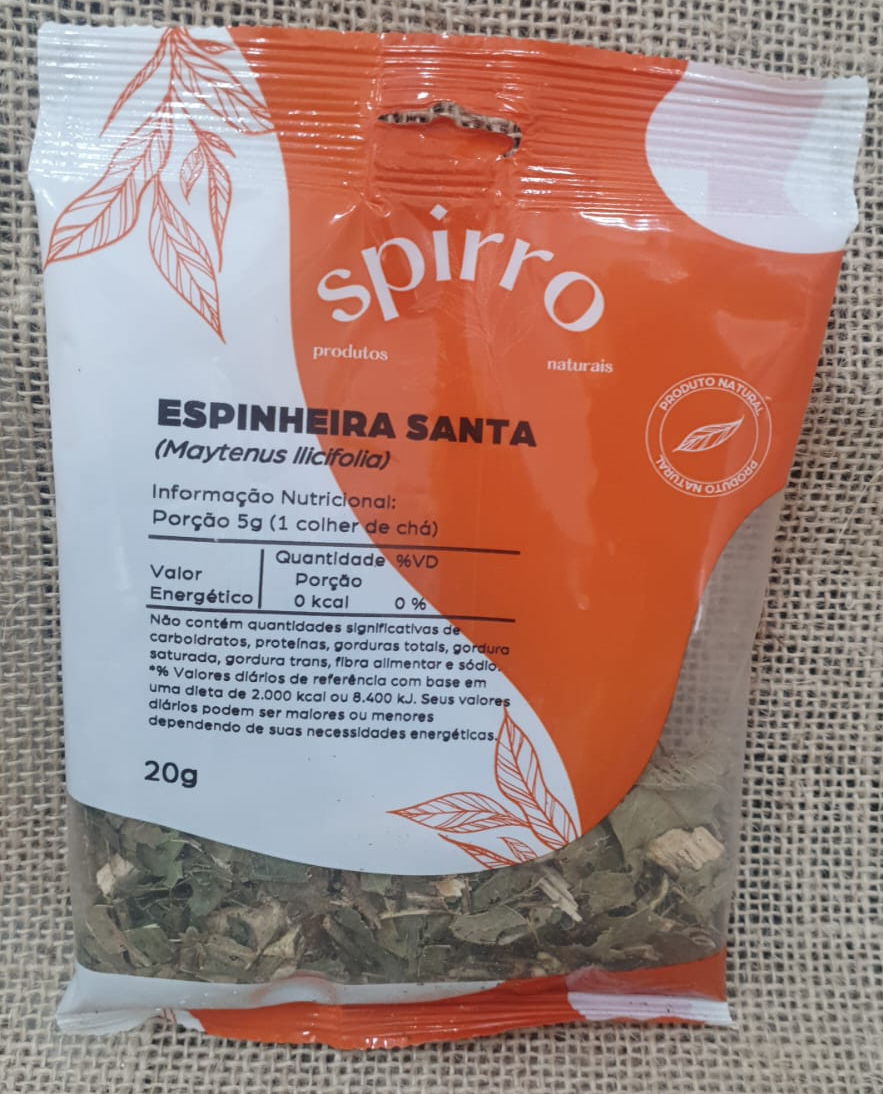 spirro
produtos naturais
PRODUTO NATURAL
PRODUTO NATURAL
ESPINHEIRA SANTA
(Maytenus Ilicifolia)
Informação Nutricional:
Porção 5g (1 colher de chá)
Quantidade %VD
Porção
Valor
Energético
0 kcal 0 %
Não contém quantidades significativas de
carboidratos, proteínas, gorduras totais, gordura
saturada, gordura trans, fibra alimentar e sódio.
*% Valores diários de referência com base em
uma dieta de 2.000 kcal ou 8.400 kJ. Seus valores
diários podem ser maiores ou menores
dependendo de suas necessidades energéticas.
20g